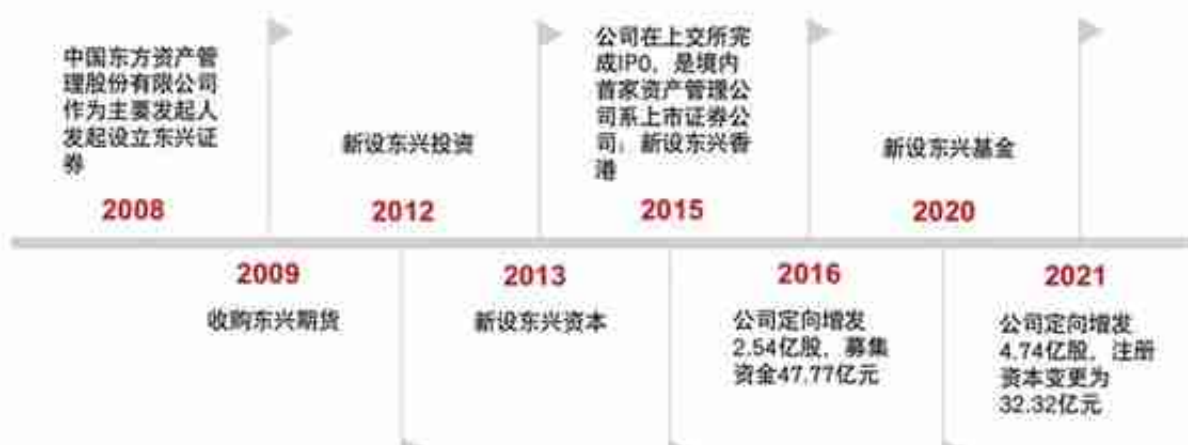 中国东方资产管
理股份有限公司
作为主要发起人
发起设立东兴证
券
2008
2009
收购东兴期货
新设东兴投资
2012
2013
新设东兴资本
公司在上交所完
成IPO，是境内
首家资产管理公
司系上市证券公
司；新设东兴香
港
2015
2016
公司定向增发
2.54亿股，募集
资金47.77亿元
新设东兴基金
2020
2021
公司定向增发
4.74亿股，注册
资本变更为
32.32亿元